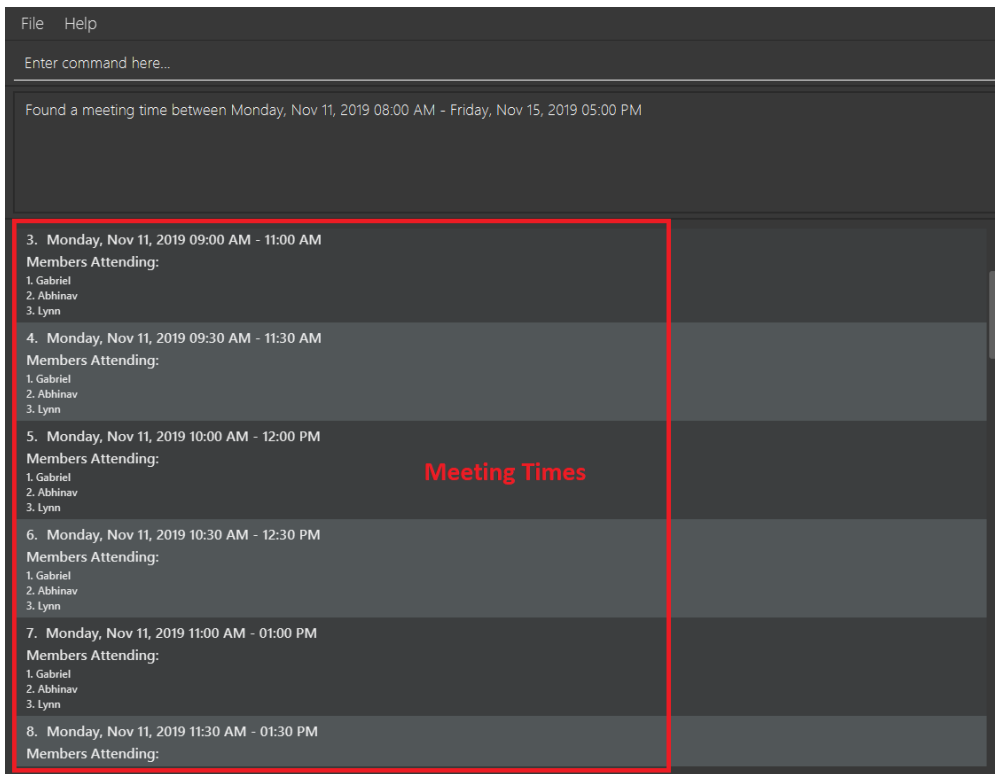 File Help
Enter command here...
Found a meeting time between Monday, Nov 11, 2019 08:00 AM - Friday, Nov 15, 2019 05:00 PM
3. Monday, Nov 11, 2019 09:00 AM - 11:00 AM
Members Attending:
1. Gabriel
2. Abhinav
3. Lynn
4. Monday, Nov 11, 2019 09:30 AM - 11:30 AM
Members Attending:
1. Gabriel
2. Abhinav
3. Lynn
5. Monday, Nov 11, 2019 10:00 AM - 12:00 PM
Members Attending:
Meeting Times
1. Gabriel
2. Abhinav
3. Lynn
6. Monday, Nov 11, 2019 10:30 AM - 12:30 PM
Members Attending:
1. Gabriel
2. Abhinav
3. Lynn
7. Monday, Nov 11, 2019 11:00 AM - 01:00 PM
Members Attending:
1. Gabriel
2. Abhinav
3. Lynn
8. Monday, Nov 11, 2019 11:30 AM - 01:30 PM
Members Attending: